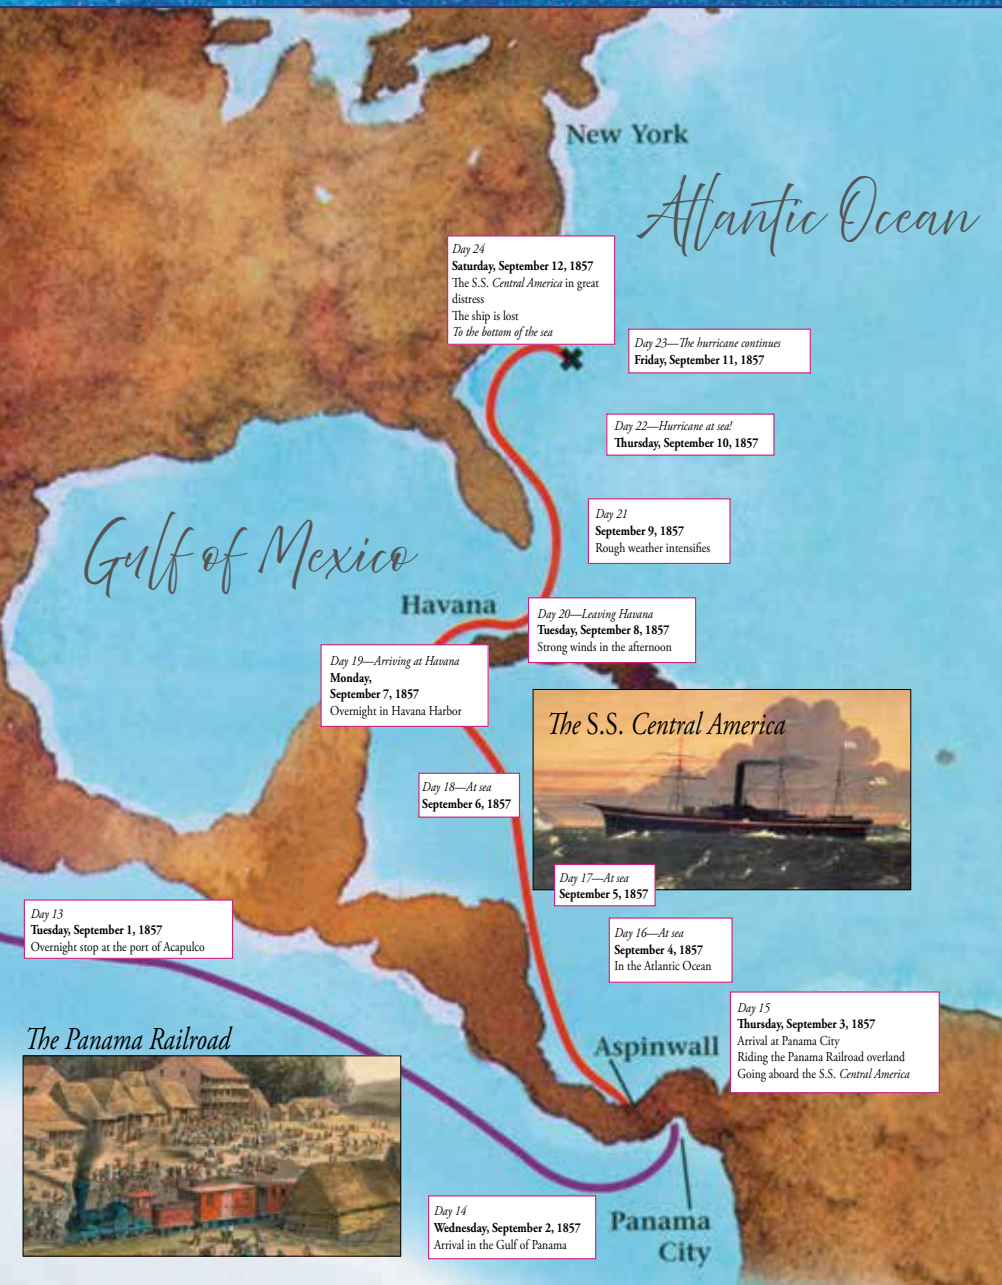 New York
Atlantic Ocean
Day 24
Saturday, September 12, 1857
The S.S. Central America in great
distress
The ship is lost
To the bottom of the sea
Day 23—The hurricane continues
Friday, September 11, 1857
Day 22—Hurricane at sea!
Thursday, September 10, 1857
Day 21
September 9, 1857
Rough weather intensifies
Gulf of Mexico
Havana
Day 20—Leaving Havana
Tuesday, September 8, 1857
Strong winds in the afternoon
Day 19—Arriving at Havana
Monday,
September 7, 1857
Overnight in Havana Harbor
The S.S. Central America
Day 18—At sea
September 6, 1857
Day 17—At sea
September 5, 1857
Day 13
Tuesday, September 1, 1857
Overnight stop at the port of Acapulco
Day 16—At sea
September 4, 1857
In the Atlantic Ocean
Day 15
Thursday, September 3, 1857
Arrival at Panama City
Riding the Panama Railroad overland
Going aboard the S.S. Central America
The Panama Railroad
Aspinwall
Day 14
Wednesday, September 2, 1857
Arrival in the Gulf of Panama
Panama
City